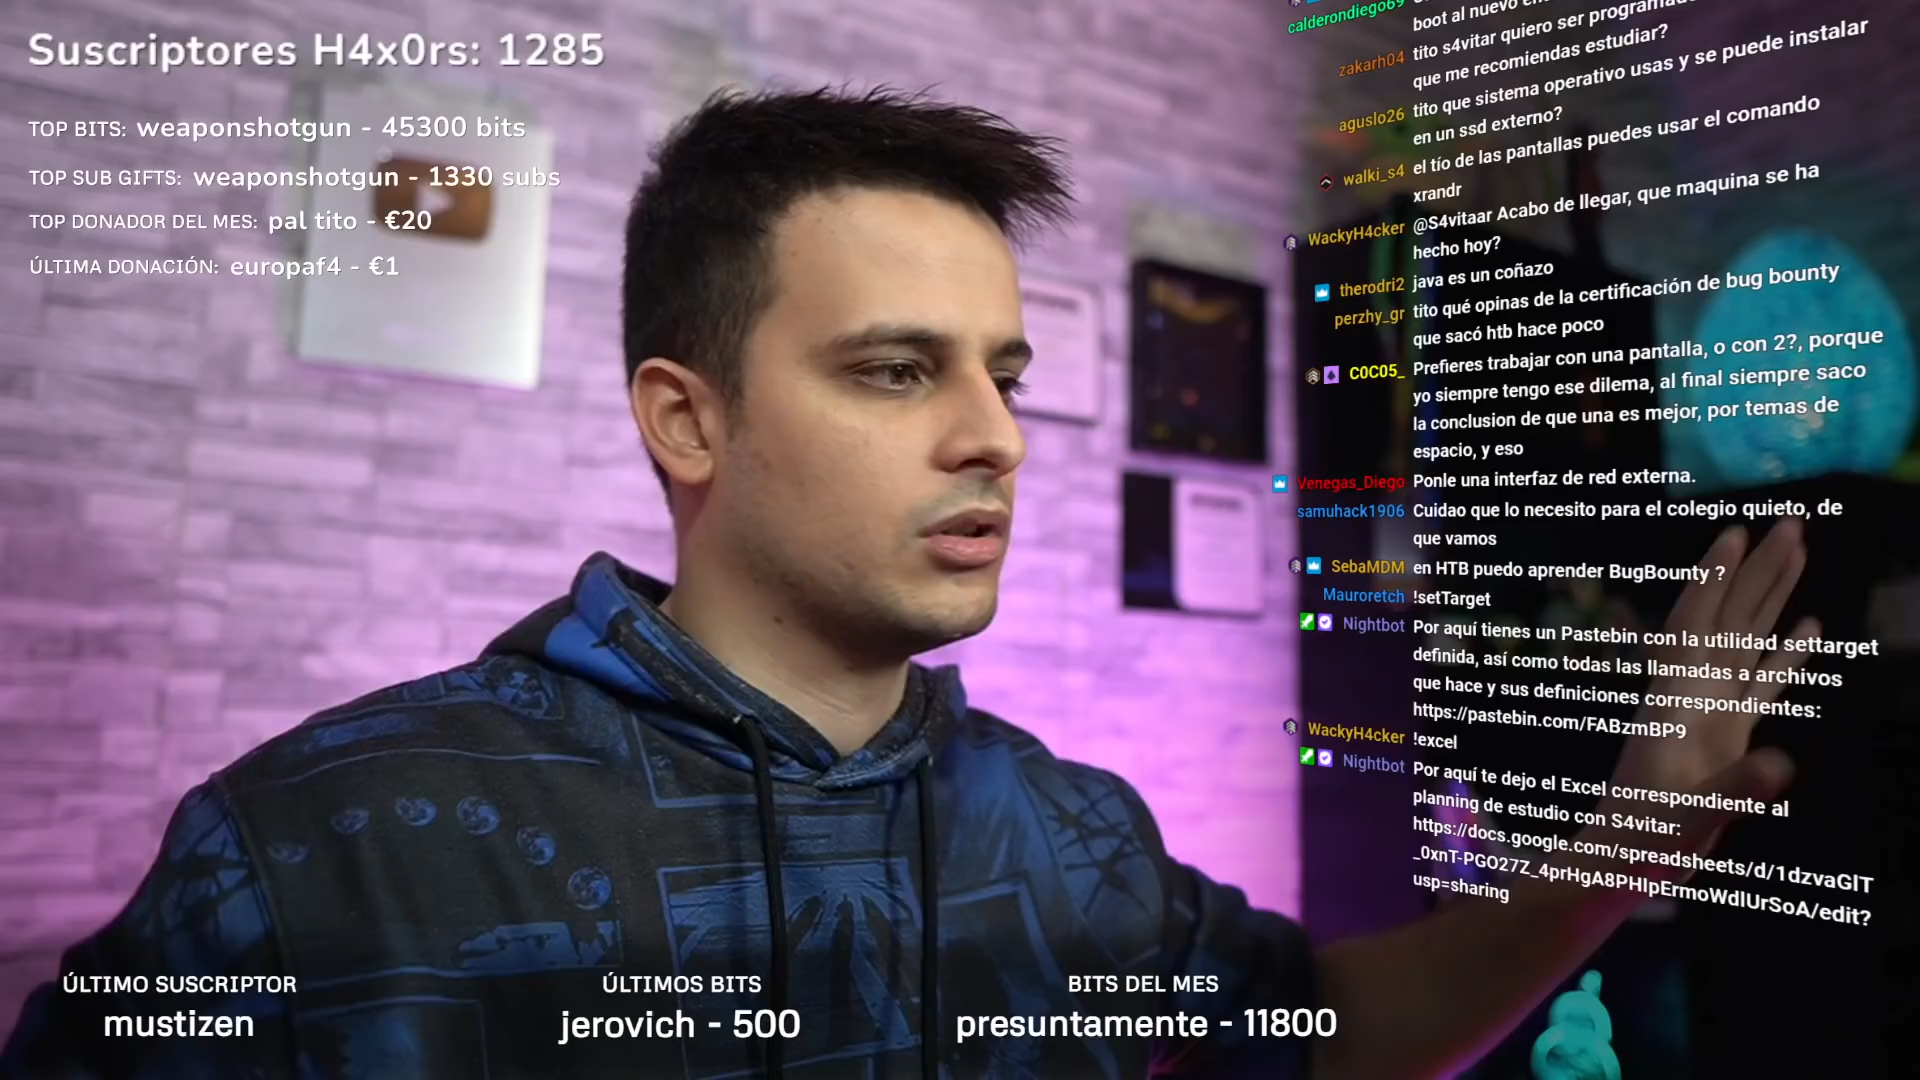 Suscriptores H4x0rs: 1285
TOP BITS: weaponshotgun - 45300 bits
TOP SUB GIFTS: weaponshotgun - 1330 subs
TOP DONADOR DEL MES: pal tito - €20
ÚLTIMA DONACIÓN: europaf4 - €1
calderondiego69
boot al nuevo
zakarh04 tito s4vitar quiero ser
que me recomiendas estudiar?
aguslo26 tito que sistema operativo usas y se puede instalar
en un ssd externo?
walki_s4 el tío de las pantallas puedes usar el comando
xrandr
WackyH4cker @S4vitaar Acabo de llegar, que maquina se ha
hecho hoy?
therodri2 java es un coñazo
perzhy_gr tito qué opinas de la certificación de bug bounty
que sacó htb hace poco
C0C05_ Prefieres trabajar con una pantalla, o con 2?, porque
yo siempre tengo ese dilema, al final siempre saco
la conclusion de que una es mejor, por temas de
espacio, y eso
Venegas_Diego Ponle una interfaz de red externa.
samuhack1906 Cuidao que lo necesito para el colegio quieto, de
que vamos
SebaMDM en HTB puedo aprender BugBounty ?
Mauroretch !setTarget
Nightbot Por aquí tienes un Pastebin con la utilidad settarget
definida, así como todas las llamadas a archivos
que hace y sus definiciones correspondientes:
https://pastebin.com/FABzmBP9
WackyH4cker !excel
Nightbot Por aquí te dejo el Excel correspondiente al
planning de estudio con S4vitar:
https://docs.google.com/spreadsheets/d/1dzvaGlT
_0xnT-PGO27Z_4prHgA8PHIpErmoWdlUrSoA/edit?
usp=sharing
ÚLTIMO SUSCRIPTOR
mustizen
ÚLTIMOS BITS
jerovich - 500
BITS DEL MES
presuntamente - 11800